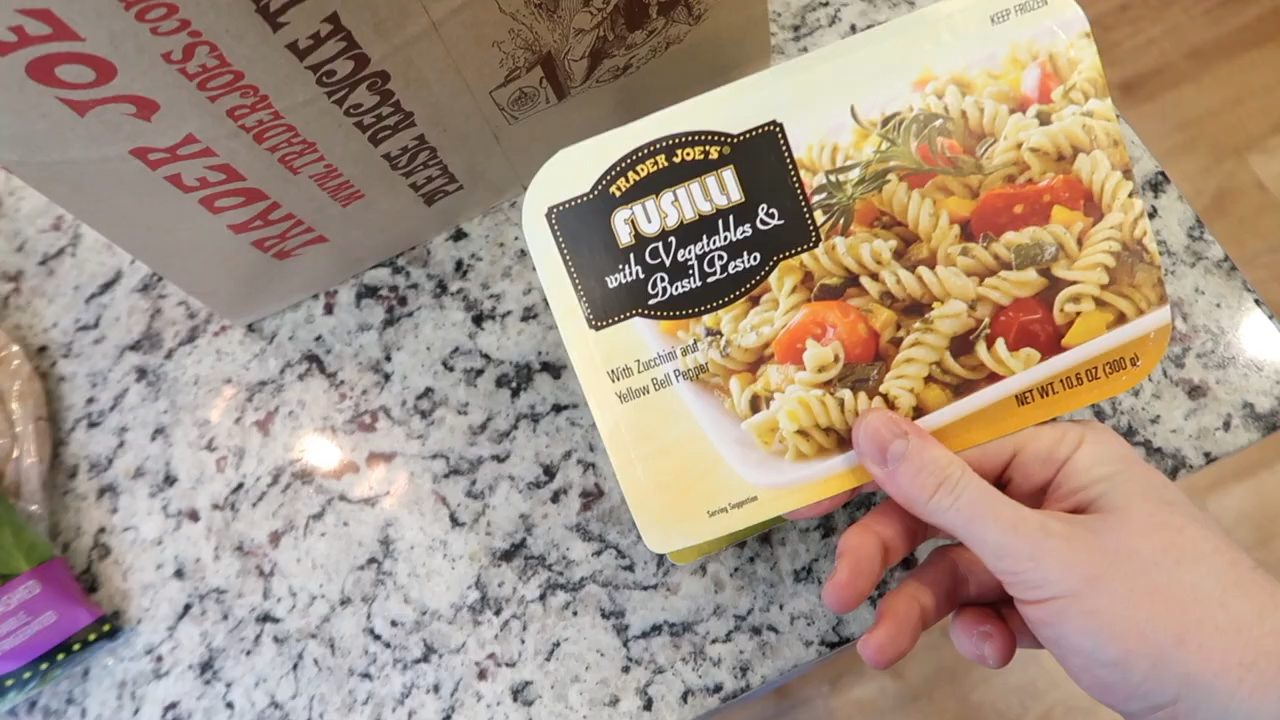 TRADER JOE
WWW.TRADERJOES.CO
PLEASE RECYCLE T
KEEP FROZEN
TRADER JOE'S®
FUSILLI
with Vegetables &
Basil Pesto
With Zucchini and
Yellow Bell Pepper
NET WT. 10.6 OZ (300 g)
Serving Suggestion